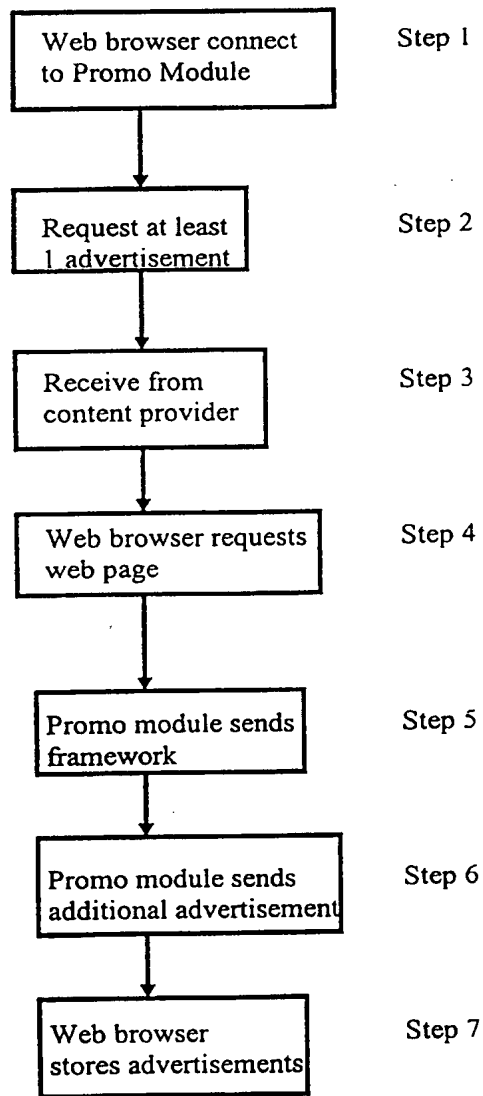 Web browser connect
to Promo Module
Step 1
Request at least
1 advertisement
Step 2
Receive from
content provider
Step 3
Web browser requests
web page
Step 4
Promo module sends
framework
Step 5
Promo module sends
additional advertisement
Step 6
Web browser
stores advertisements
Step 7